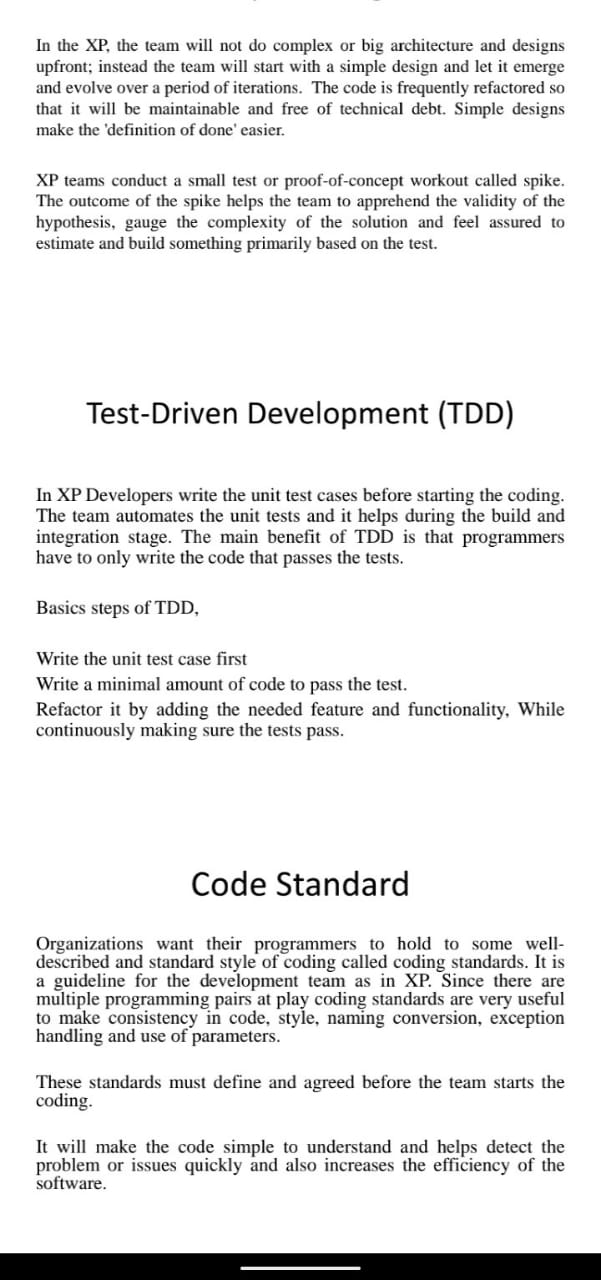 In the XP, the team will not do complex or big architecture and designs
upfront; instead the team will start with a simple design and let it emerge
and evolve over a period of iterations. The code is frequently refactored so
that it will be maintainable and free of technical debt. Simple designs
make the 'definition of done' easier.
XP teams conduct a small test or proof-of-concept workout called spike.
The outcome of the spike helps the team to apprehend the validity of the
hypothesis, gauge the complexity of the solution and feel assured to
estimate and build something primarily based on the test.
Test-Driven Development (TDD)
In XP Developers write the unit test cases before starting the coding.
The team automates the unit tests and it helps during the build and
integration stage. The main benefit of TDD is that programmers
have to only write the code that passes the tests.
Basics steps of TDD,
Write the unit test case first
Write a minimal amount of code to pass the test.
Refactor it by adding the needed feature and functionality, While
continuously making sure the tests pass.
Code Standard
Organizations want their programmers to hold to some well-
described and standard style of coding called coding standards. It is
a guideline for the development team as in XP. Since there are
multiple programming pairs at play coding standards are very useful
to make consistency in code, style, naming conversion, exception
handling and use of parameters.
These standards must define and agreed before the team starts the
coding.
It will make the code simple to understand and helps detect the
problem or issues quickly and also increases the efficiency of the
software.